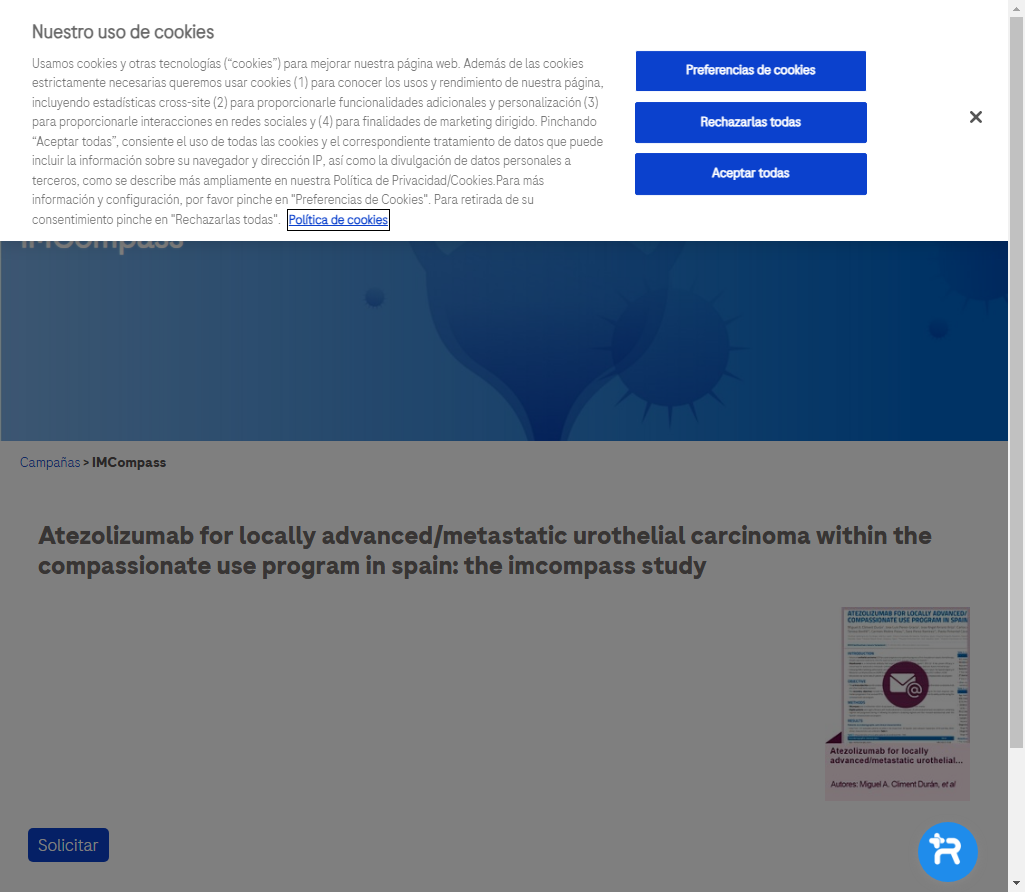 Nuestro uso de cookies
Usamos cookies y otras tecnologías (“cookies”) para mejorar nuestra página web. Además de las cookies
estrictamente necesarias queremos usar cookies (1) para conocer los usos y rendimiento de nuestra página,
incluyendo estadísticas cross-site (2) para proporcionarle funcionalidades adicionales y personalización (3)
para proporcionarle interacciones en redes sociales y (4) para finalidades de marketing dirigido. Pinchando
“Aceptar todas”, consiente el uso de todas las cookies y el correspondiente tratamiento de datos que puede
incluir la información sobre su navegador y dirección IP, así como la divulgación de datos personales a
terceros, como se describe más ampliamente en nuestra Política de Privacidad/Cookies.Para más
información y configuración, por favor pinche en "Preferencias de Cookies". Para retirada de su
consentimiento pinche en "Rechazarlas todas". Política de cookies
Preferencias de cookies
Rechazarlas todas
Aceptar todas
IMCompass
Campañas > IMCompass
Atezolizumab for locally advanced/metastatic urothelial carcinoma within the
compassionate use program in spain: the imcompass study
ATEZOLIZUMAB FOR LOCALLY ADVANCED/
COMPASSIONATE USE PROGRAM IN SPAIN
INTRODUCTION
OBJECTIVE
METHODS
RESULTS
Atezolizumab for locally
advanced/metastatic urothelial...
Autores: Miguel A. Climent Durán, et al
Solicitar